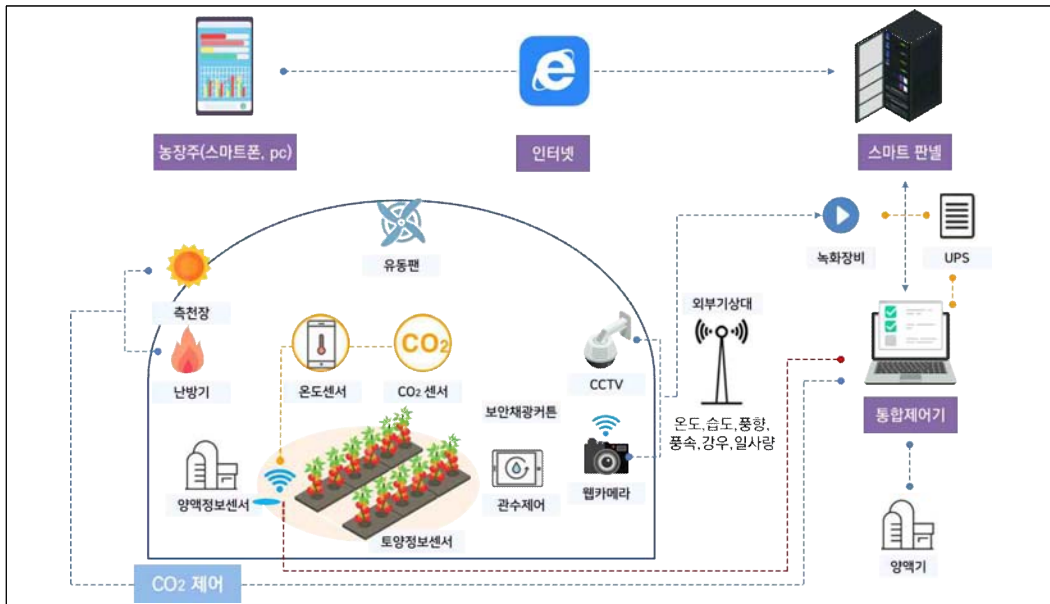 농장주(스마트폰, pc)
인터넷
스마트 판넬
유동팬
녹화장비
UPS
측천장
외부기상대
CO2
난방기
온도센서
CO2 센서
CCTV
보안채광커튼
온도,습도,풍향,
풍속,강우,일사량
통합제어기
양액정보센서
관수제어
웹카메라
토양정보센서
양액기
CO2 제어